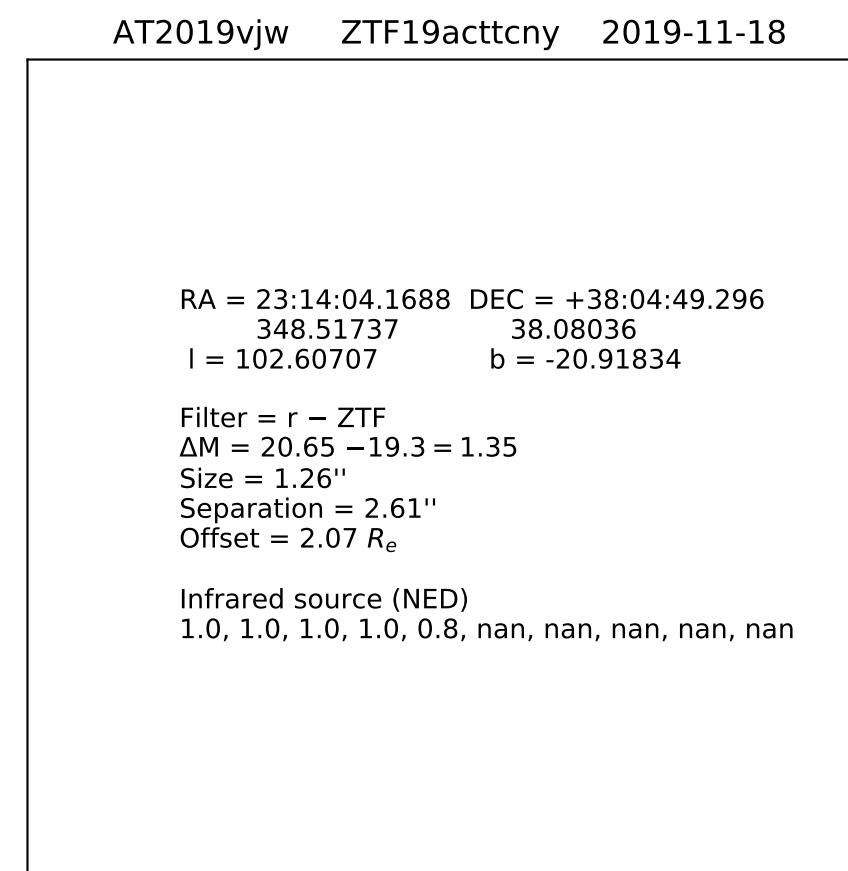 AT2019vjw ZTF19acttcny 2019-11-18
RA = 23:14:04.1688 DEC = +38:04:49.296
348.51737 38.08036
l = 102.60707 b = -20.91834
Filter = r − ZTF
ΔM = 20.65 −19.3 = 1.35
Size = 1.26''
Separation = 2.61''
Offset = 2.07 Re
Infrared source (NED)
1.0, 1.0, 1.0, 1.0, 0.8, nan, nan, nan, nan, nan